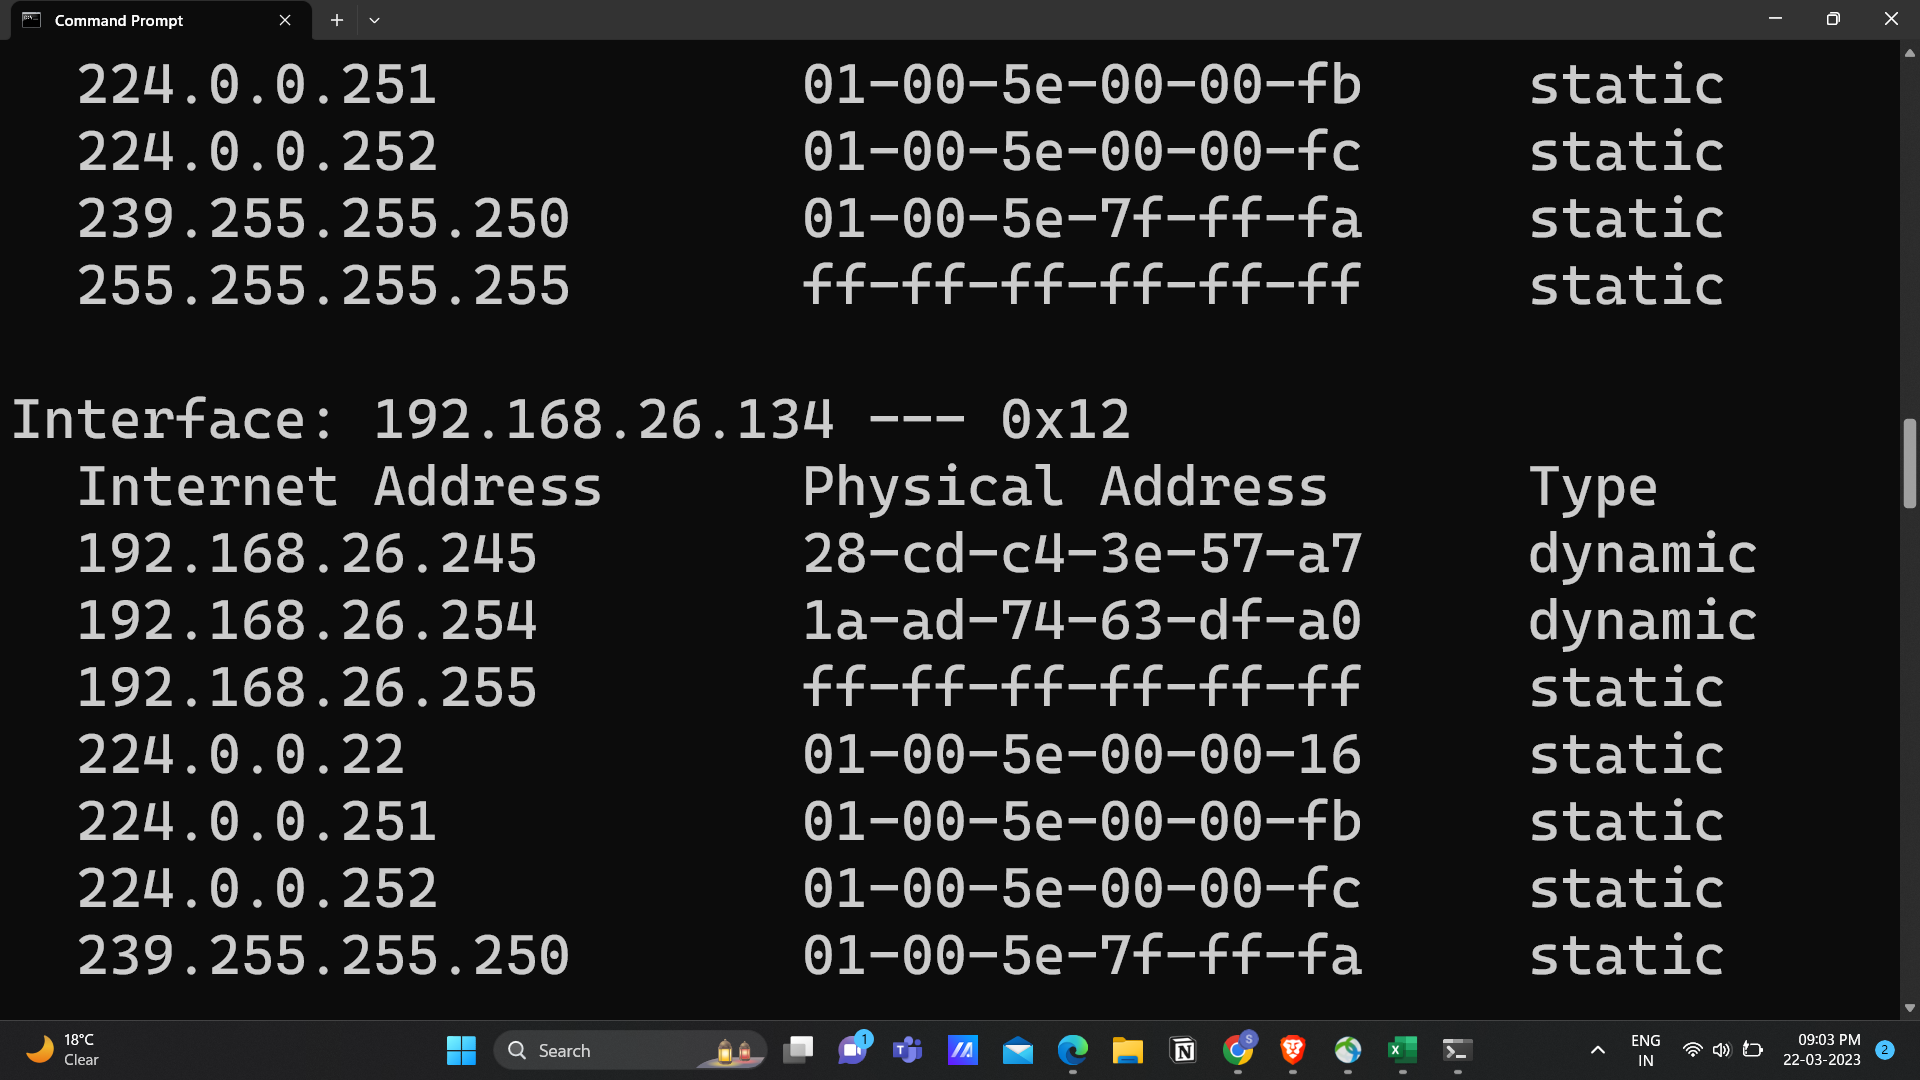 Command Prompt
224.0.0.251 01-00-5e-00-00-fb static
224.0.0.252 01-00-5e-00-00-fc static
239.255.255.250 01-00-5e-7f-ff-fa static
255.255.255.255 ff-ff-ff-ff-ff-ff static
Interface: 192.168.26.134 --- 0x12
Internet Address Physical Address Type
192.168.26.245 28-cd-c4-3e-57-a7 dynamic
192.168.26.254 1a-ad-74-63-df-a0 dynamic
192.168.26.255 ff-ff-ff-ff-ff-ff static
224.0.0.22 01-00-5e-00-00-16 static
224.0.0.251 01-00-5e-00-00-fb static
224.0.0.252 01-00-5e-00-00-fc static
239.255.255.250 01-00-5e-7f-ff-fa static
18°C
Clear
Search
1
S
ENG
IN
09:03 PM
22-03-2023
2